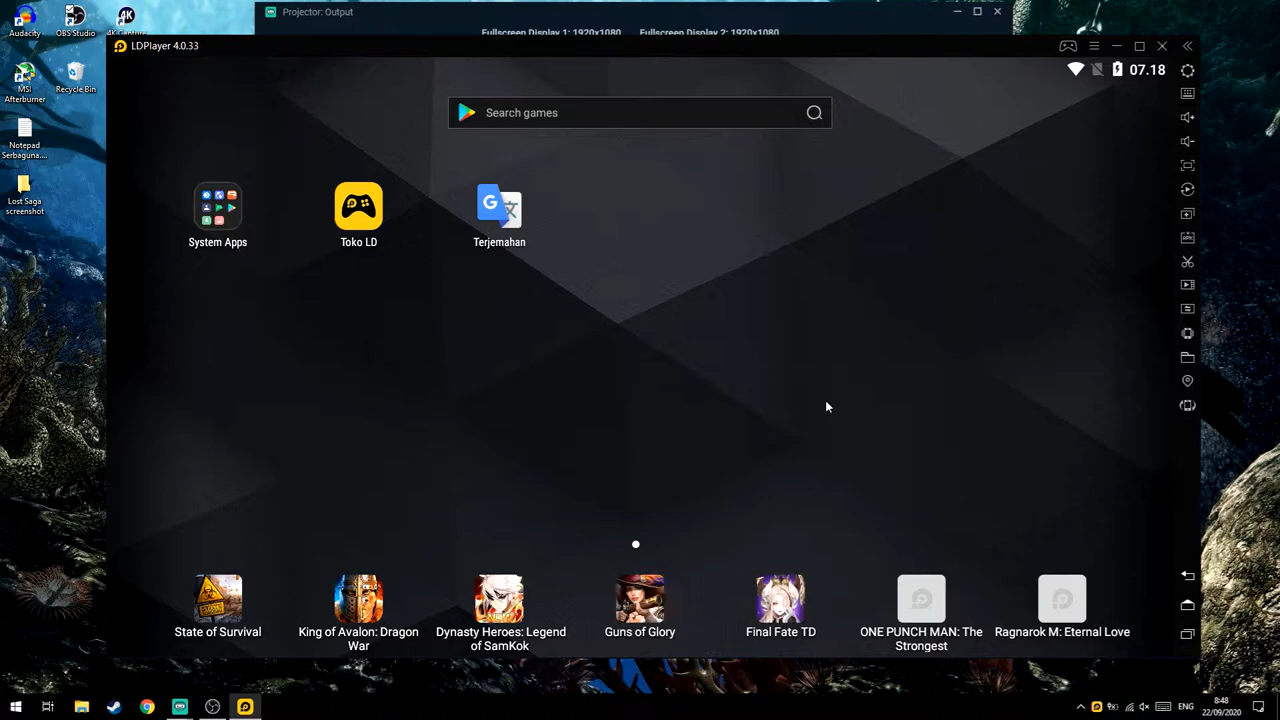 Audacity
OBS Studio
4K Capture
MSI
Afterburner
Recycle Bin
Notepad
Serbaguna....
Lost Saga
screenshot
Projector: Output
Fullscreen Display 1: 1920x1080
Fullscreen Display 2: 1920x1080
LDPlayer 4.0.33
07.18
Search games
System Apps
Toko LD
Terjemahan
State of Survival
King of Avalon: Dragon
War
Dynasty Heroes: Legend
of SamKok
Guns of Glory
Final Fate TD
ONE PUNCH MAN: The
Strongest
Ragnarok M: Eternal Love
ENG
8:48
22/09/2020